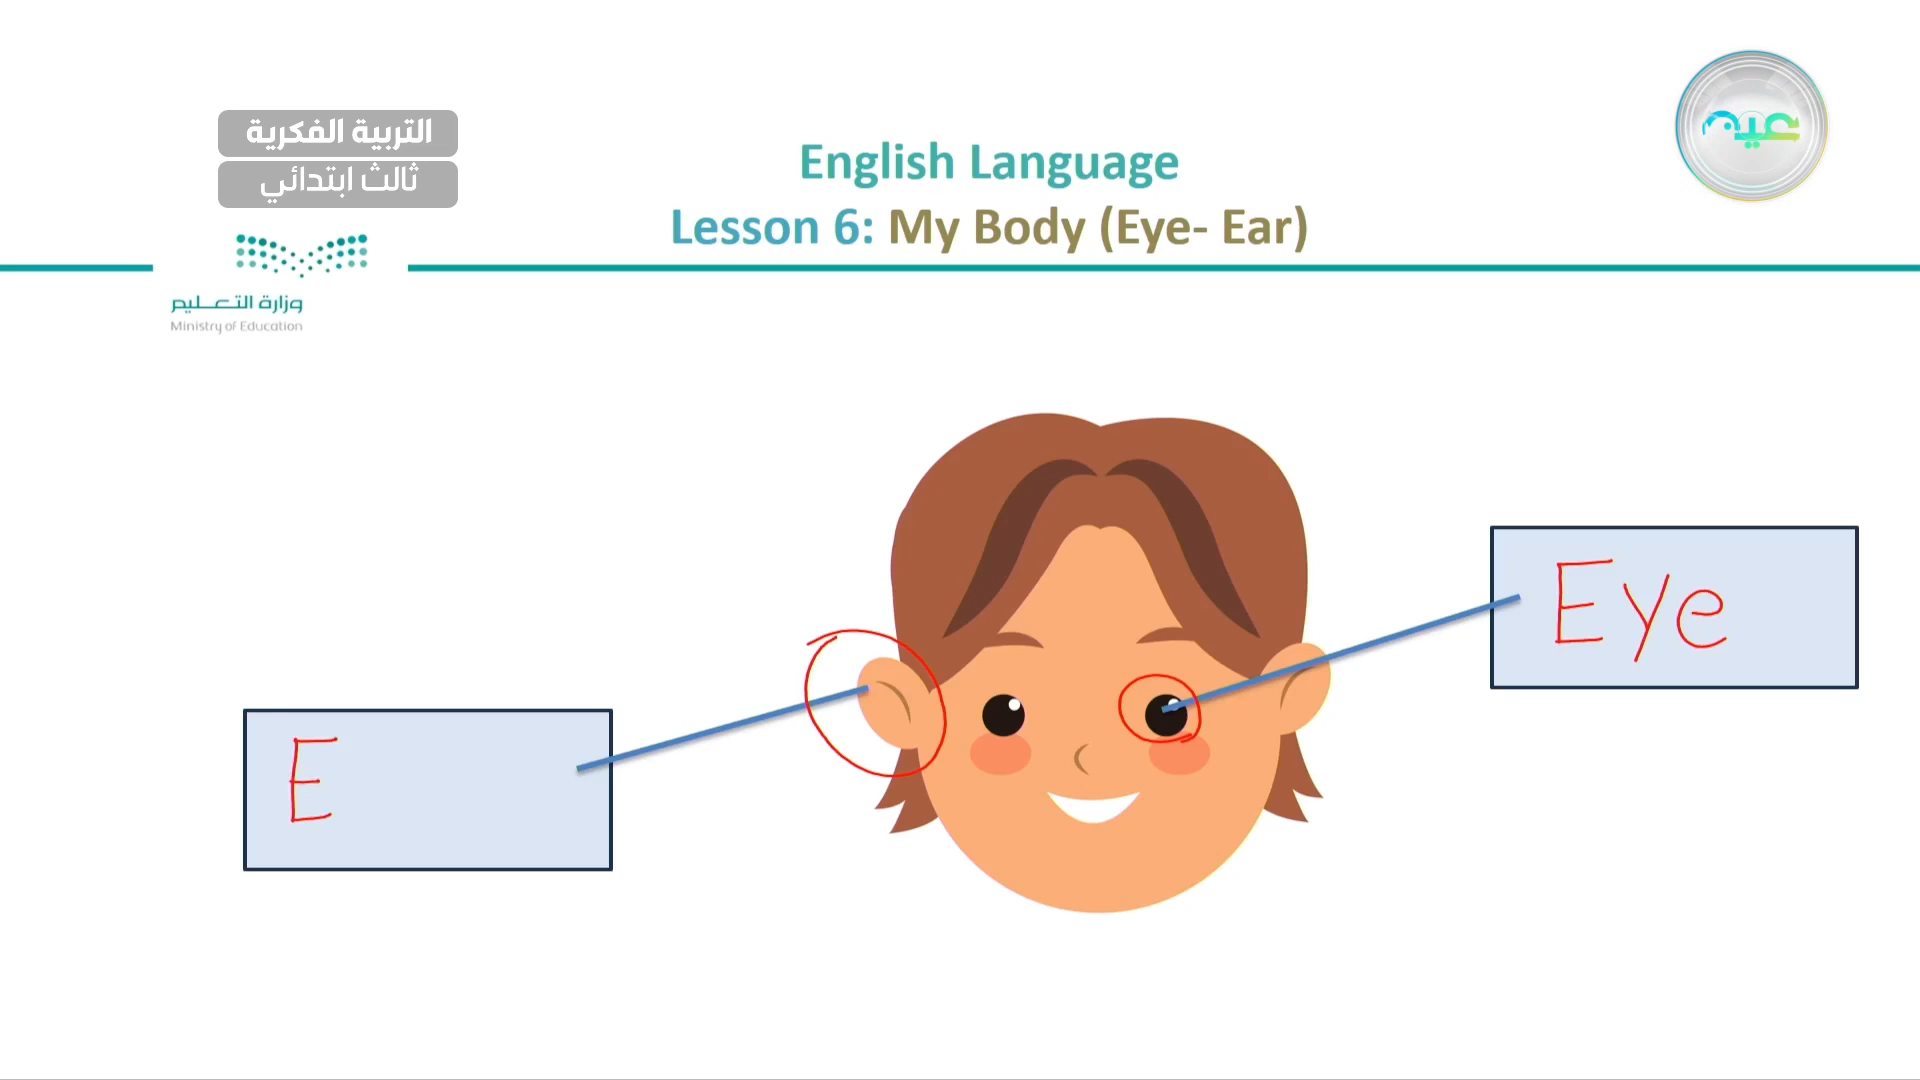 التربية الفكرية
ثالث ابتدائي
عين
English Language
Lesson 6: My Body (Eye- Ear)
وزارة التعليم
Ministry of Education
Eye
E